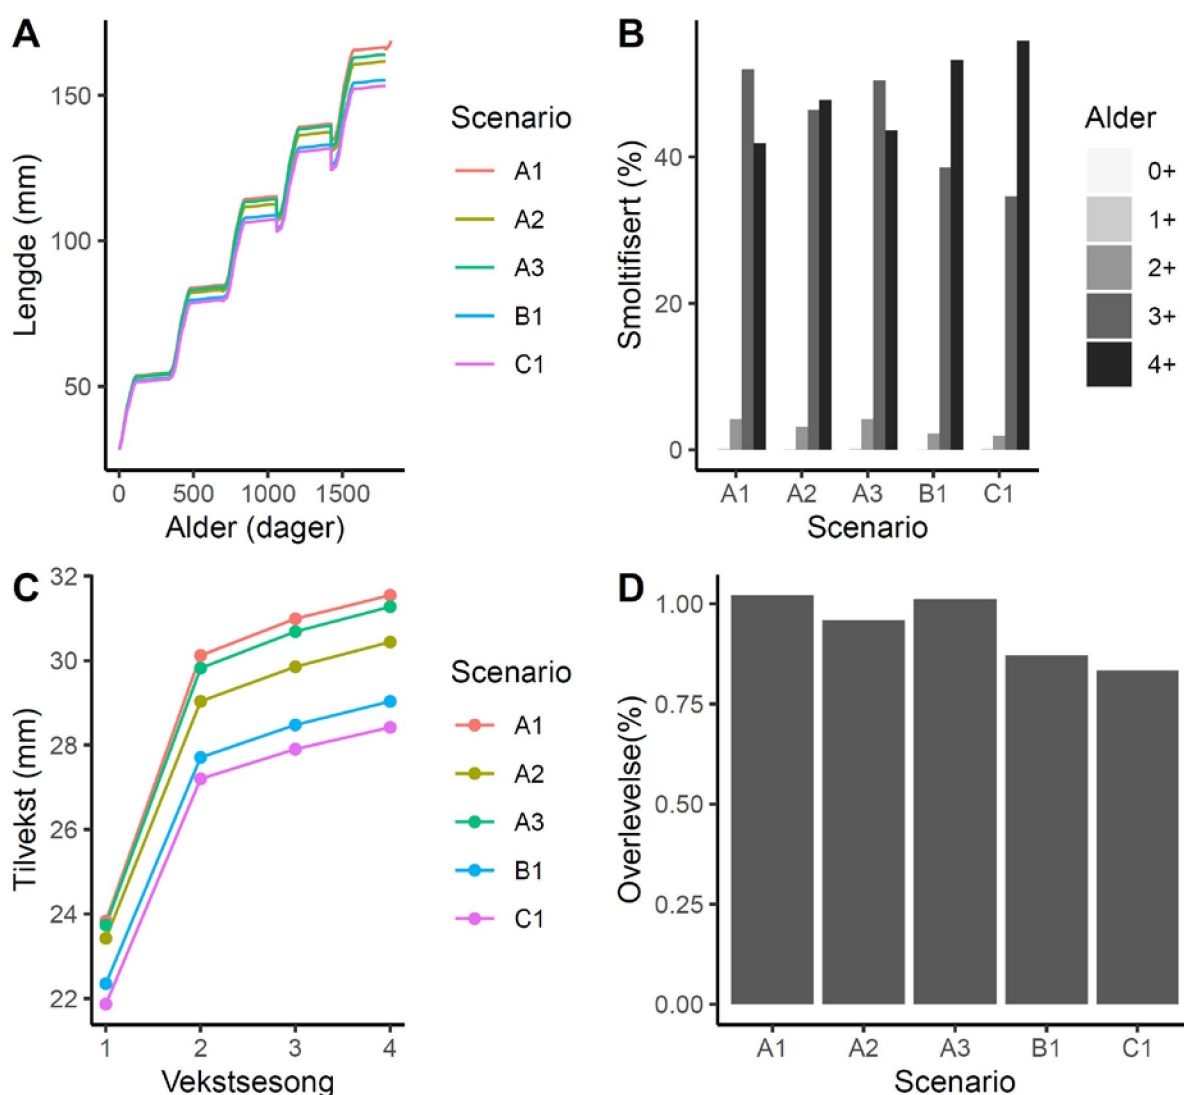 A
Lengde (mm)
150
100
50
0
500
1000
1500
Alder (dager)
Scenario
A1
A2
A3
B1
C1
B
Smoltifisert (%)
40
20
0
A1
A2
A3
B1
C1
Scenario
Alder
0+
1+
2+
3+
4+
C
Tilvekst (mm)
32
30
28
26
24
22
1
2
3
4
Vekstsesong
Scenario
A1
A2
A3
B1
C1
D
Overlevelse(%)
1.00
0.75
0.50
0.25
0.00
A1
A2
A3
B1
C1
Scenario